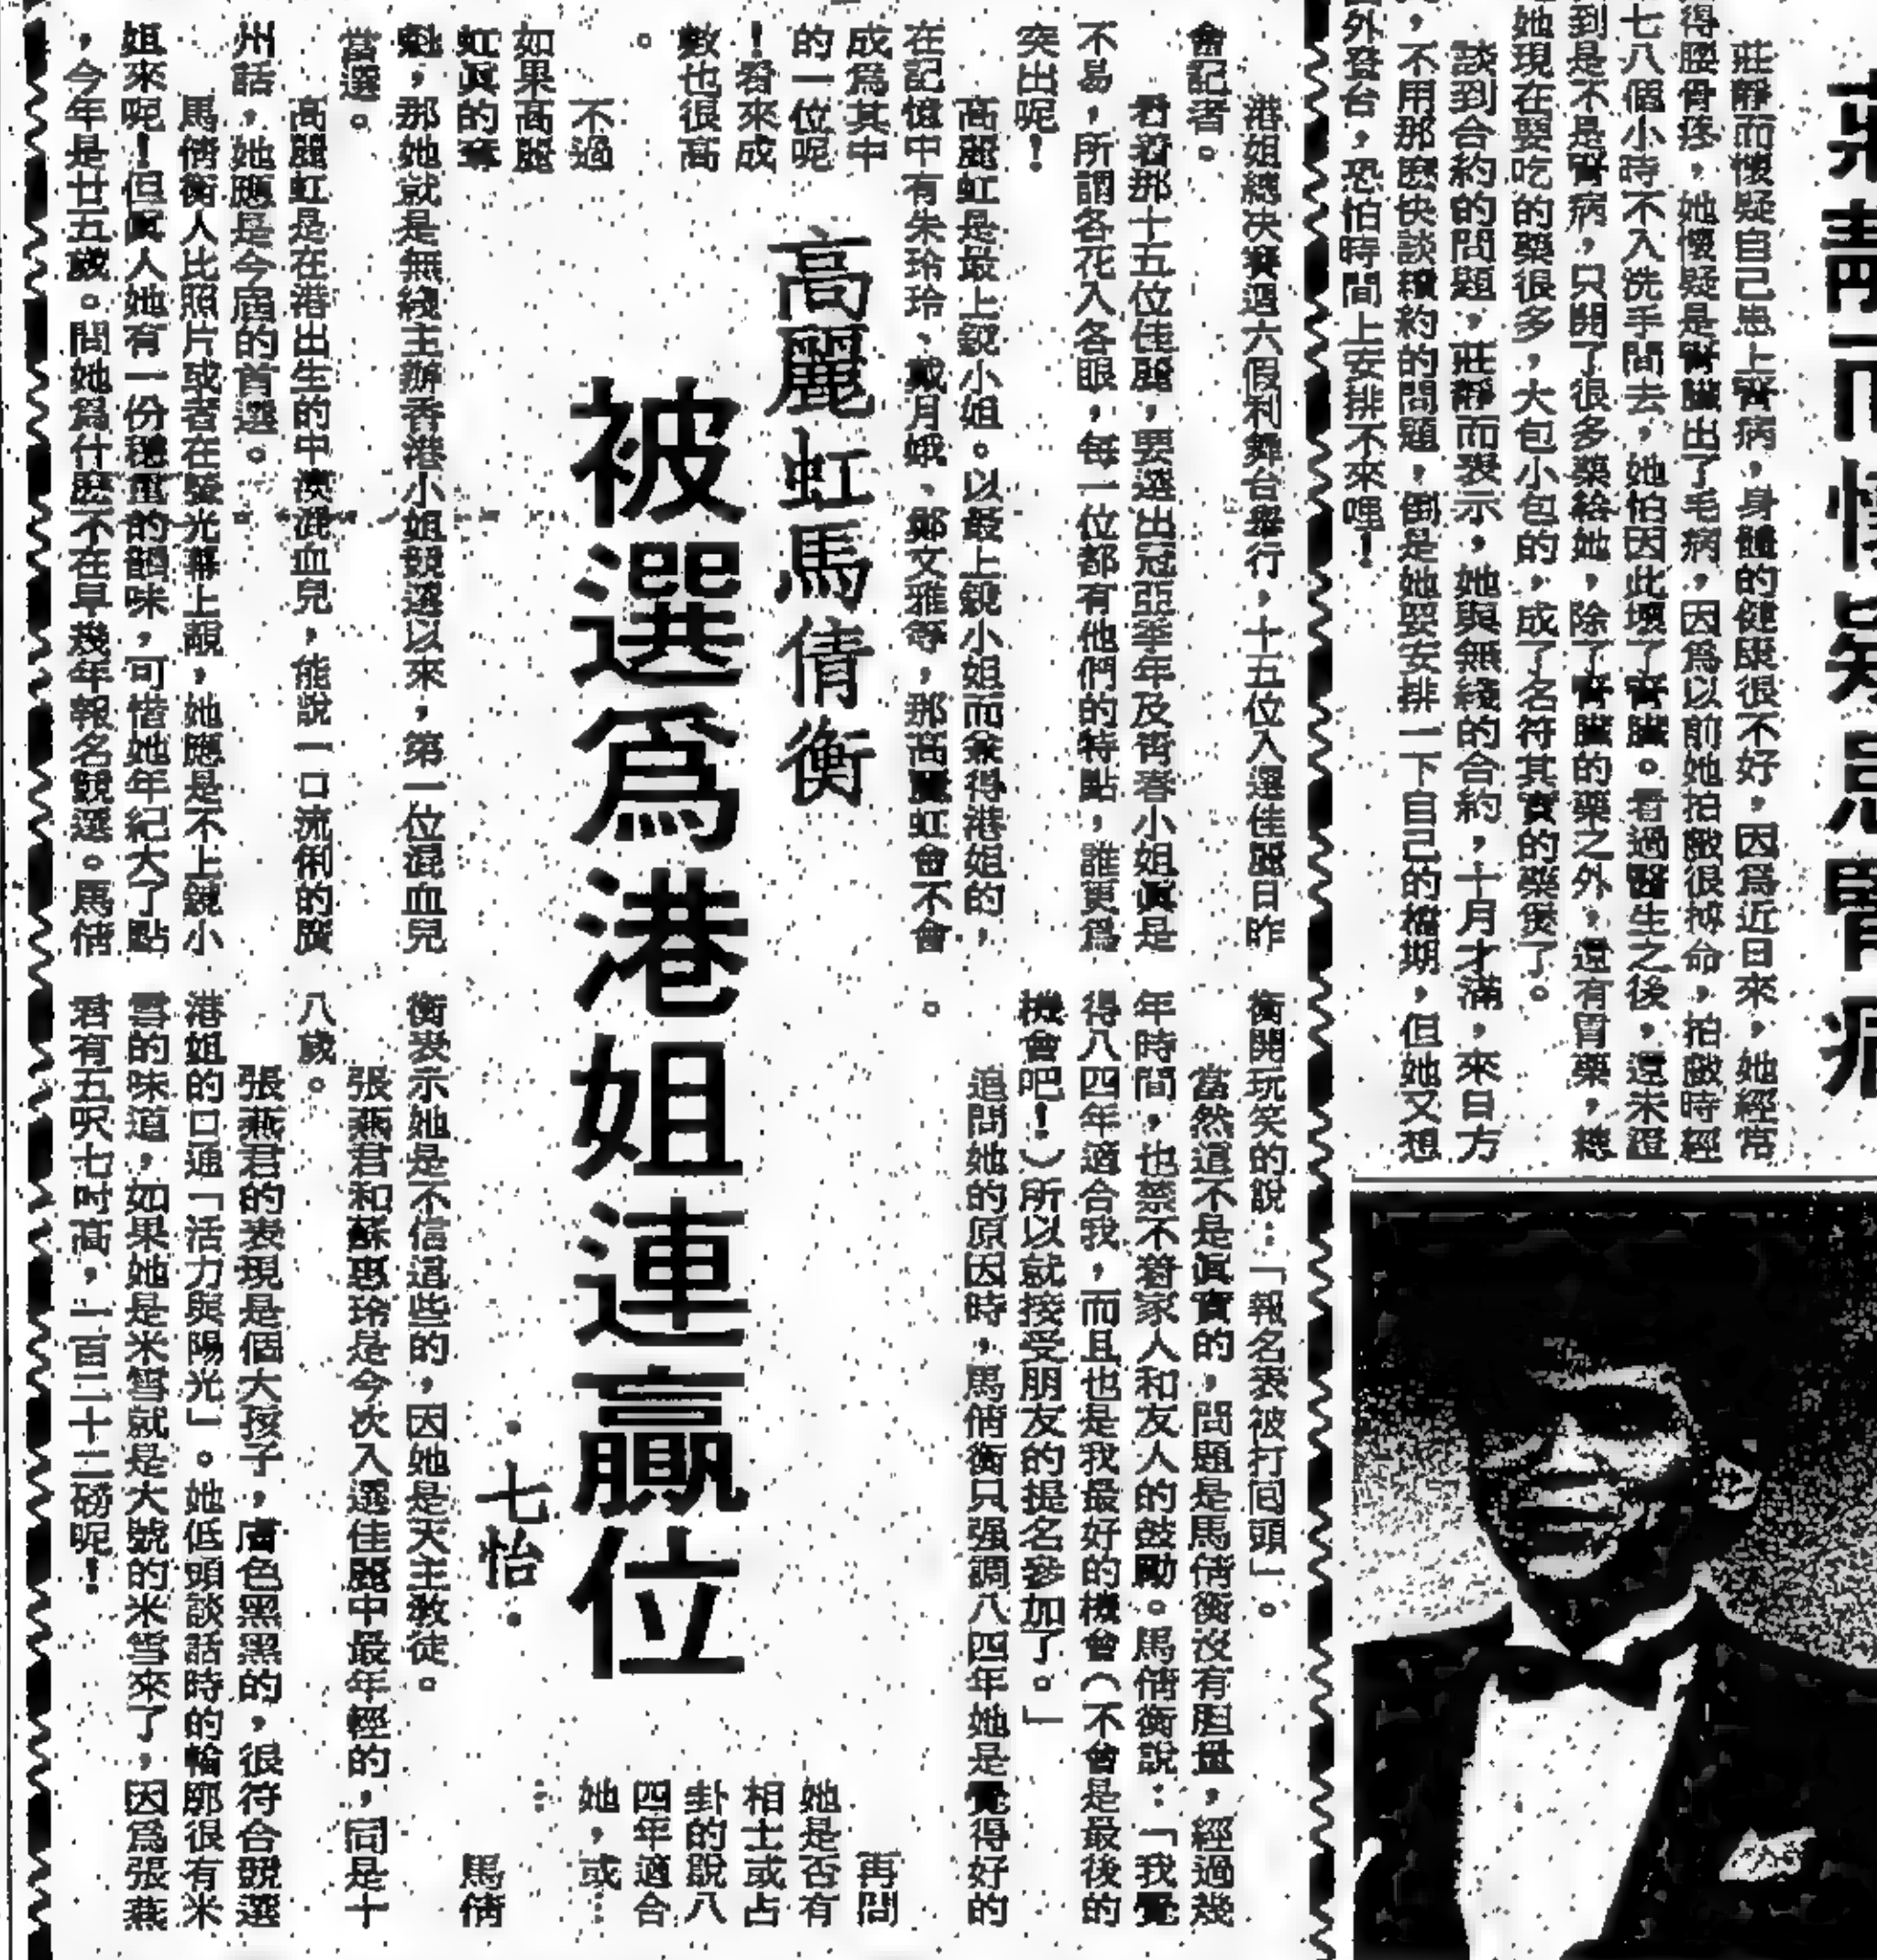 莊靜而懷疑患腎病
莊靜而懷疑自己患上腎病，身體的健康很不好，因爲近日來，她經常
得腰骨疼，她懷疑是腎臟出了毛病，因爲以前她拍戲很搏命，拍戲時經
七八個小時不入洗手間去，她怕因此壞了腎臟。看過醫生之後，還未證
到是不是腎病，只開了很多藥給她，除了腎臟的藥之外，還有胃藥，總
她現在要吃的藥很多，大包小包的，成了名符其實的藥煲了。
談到合約的問題，莊靜而表示，她與無綫的合約，十月才滿，來日方
，不用那麽快談續約的問題，倒是她要安排一下自己的檔期，但她又想
外登台，恐怕時間上安排不來哩！
高麗虹馬倩衡
被選爲港姐連贏位
·七怡·
港姐總决賽週六假利舞台舉行，十五位入選佳麗日昨
會記者。
看着那十五位佳麗，要選出冠亞季年及青春小姐眞是
不易，所謂各花入各眼，每一位都有他們的特點，誰更爲
突出呢！
高麗虹是最上鏡小姐。以最上鏡小姐而兼得港姐的，
在記憶中有朱玲玲、戴月娥、鄭文雅等，那高麗虹會不會
成爲其中
的一位呢
！看來成
數也很高
。
不過
如果高麗
虹眞的奪
魁，那她就是無綫主辦香港小姐競選以來，第一位混血兒
當選。
高麗虹是在港出生的中澳混血兒，能說一口流俐的廣
州話，她應是今屆的首選。
馬倩衡人比照片或者在螢光幕上靚，她應是不上鏡小
姐來呢！但眞人她有一份穩重的韻味，可惜她年紀大了點
，今年是廿五歲。問她爲什麽不在早幾年報名競選。馬倩
衡開玩笑的說：「報名表被打囘頭」。
當然這不是眞實的，問題是馬倩衡沒有胆量，經過幾
年時間，也禁不着家人和友人的鼓勵。馬倩衡說：「我覺
得八四年適合我，而且也是我最好的機會（不會是最後的
機會吧！）所以就接受朋友的提名參加了。」
追問她的原因時，馬倩衡只强調八四年她是覺得好的
。
再問
她是否有
相士或占
卦的說八
四年適合
她，或…
…
馬倩
衡表示她是不信這些的，因她是天主敎徒。
張燕君和蘇惠玲是今次入選佳麗中最年輕的，同是十
八歲。
張燕君的表現是個大孩子，膚色黑黑的，很符合競選
港姐的口號「活力與陽光」。她低頭談話時的輪廓很有米
雪的味道，如果她是米雪就是大號的米雪來了，因爲張燕
君有五呎七吋高，一百二十二磅呢！